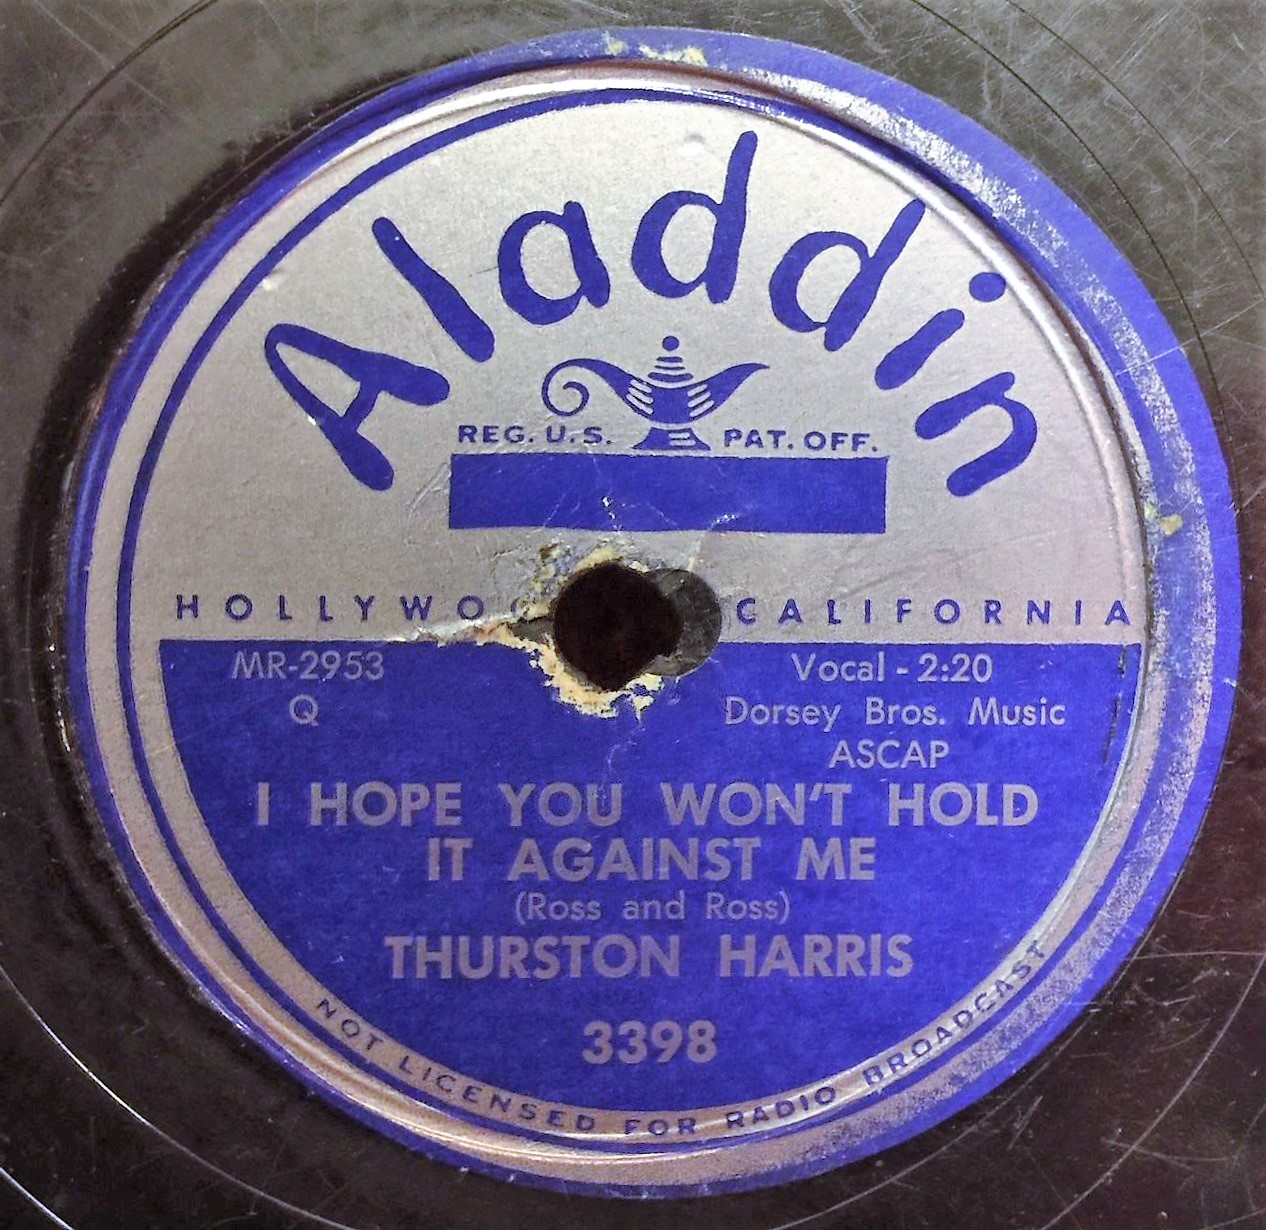 Aladdin
REG. U.S. PAT. OFF.
CALIFORNIA
MR-2953
Vocal - 2:20
Q
Dorsey Bros. Music
ASCAP
I HOPE YOU WON'T HOLD
IT AGAINST ME
(Ross and Ross)
THURSTON HARRIS
3398
NOT LICENSED FOR RADIO BROADCAST